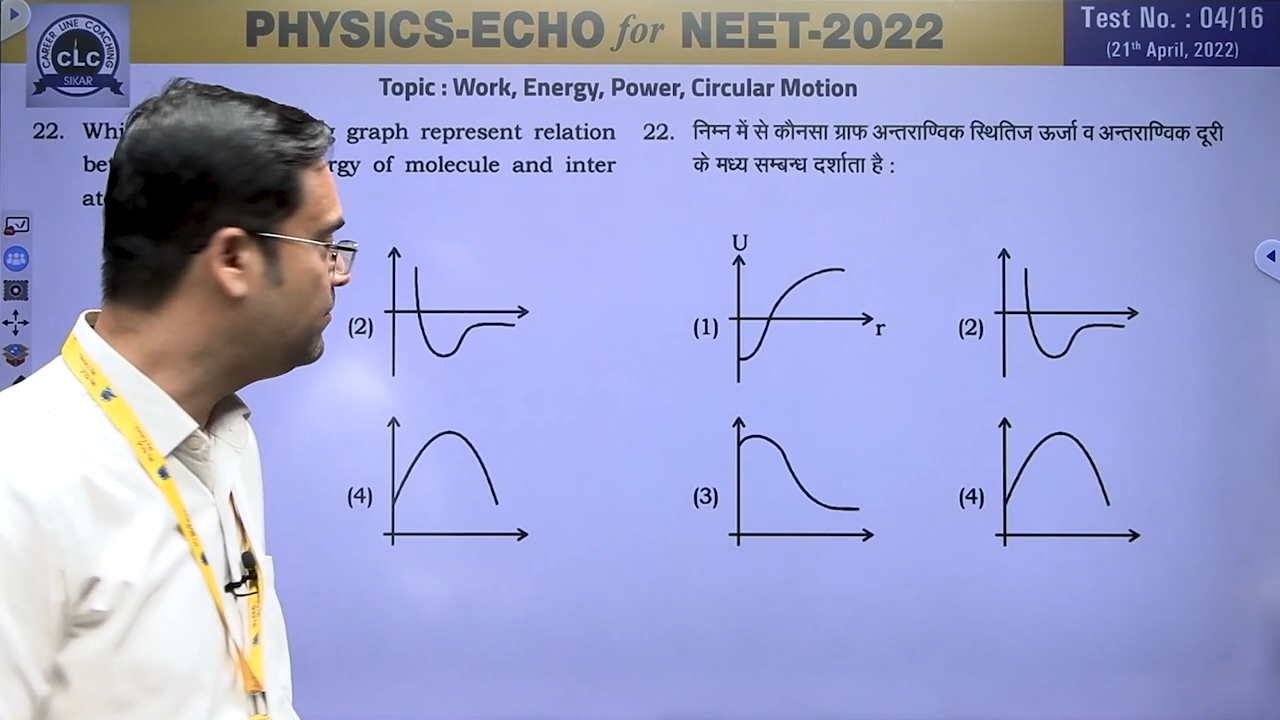 PHYSICS-ECHO for NEET-2022
Test No. : 04/16
(21th April, 2022)
CAREER LINE COACHING
CLC
SIKAR
Topic : Work, Energy, Power, Circular Motion
22. graph represent relation
of molecule and inter
22. निम्न में से कौनसा ग्राफ अन्तराण्विक स्थितिज ऊर्जा व अन्तराण्विक दूरी
के मध्य सम्बन्ध दर्शाता है :
(2)
(1) U r
(2)
(4)
(3)
(4)